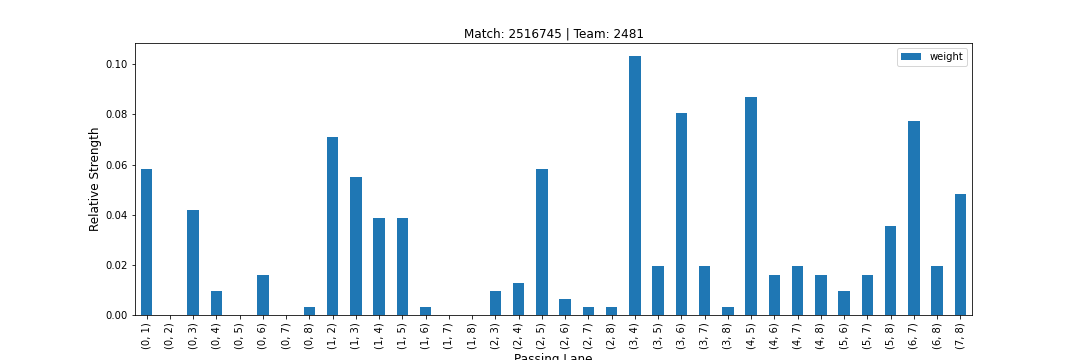 Match: 2516745 | Team: 2481
weight
Relative Strength
0.10
0.08
0.06
0.04
0.02
0.00
(0, 1) (0, 2) (0, 3) (0, 4) (0, 5) (0, 6) (0, 7) (0, 8) (1, 2) (1, 3) (1, 4) (1, 5) (1, 6) (1, 7) (1, 8) (2, 3) (2, 4) (2, 5) (2, 6) (2, 7) (2, 8) (3, 4) (3, 5) (3, 6) (3, 7) (3, 8) (4, 5) (4, 6) (4, 7) (4, 8) (5, 6) (5, 7) (5, 8) (6, 7) (6, 8) (7, 8)
Passing Lane